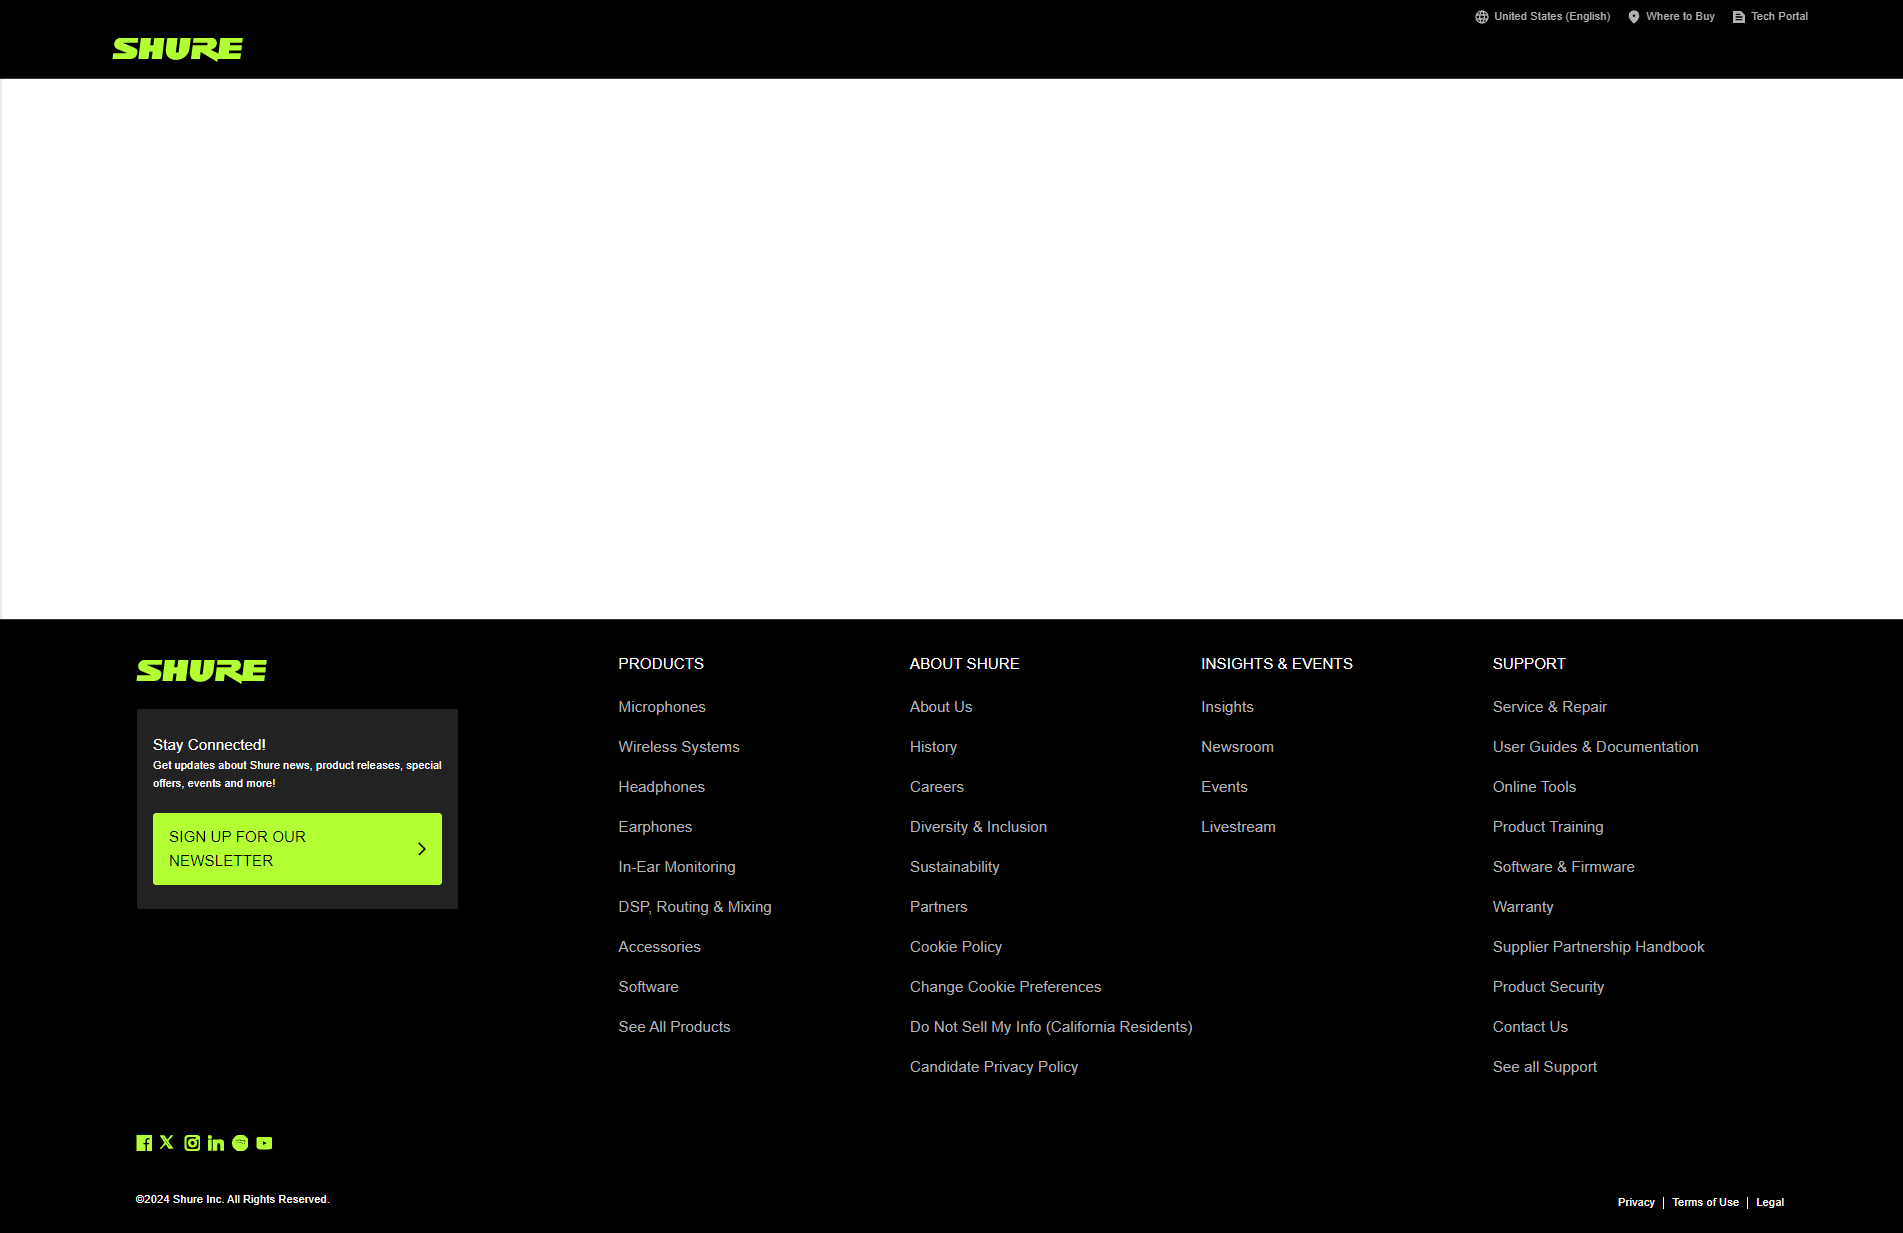 United States (English)
Where to Buy
Tech Portal
SHURE
SHURE
Stay Connected!
Get updates about Shure news, product releases, special
offers, events and more!
SIGN UP FOR OUR
NEWSLETTER
PRODUCTS
Microphones
Wireless Systems
Headphones
Earphones
In-Ear Monitoring
DSP, Routing & Mixing
Accessories
Software
See All Products
ABOUT SHURE
About Us
History
Careers
Diversity & Inclusion
Sustainability
Partners
Cookie Policy
Change Cookie Preferences
Do Not Sell My Info (California Residents)
Candidate Privacy Policy
INSIGHTS & EVENTS
Insights
Newsroom
Events
Livestream
SUPPORT
Service & Repair
User Guides & Documentation
Online Tools
Product Training
Software & Firmware
Warranty
Supplier Partnership Handbook
Product Security
Contact Us
See all Support
©2024 Shure Inc. All Rights Reserved.
Privacy | Terms of Use | Legal